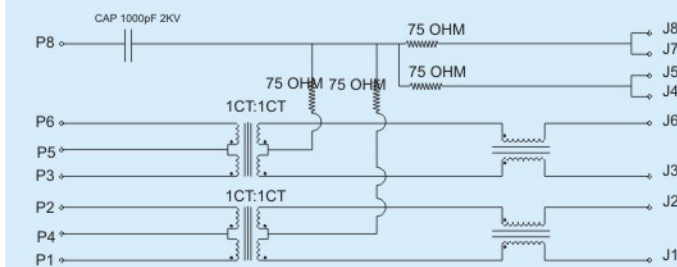 CAP 1000pF 2KV
75 OHM
J8
P8
J7
75 OHM
J5
75 OHM 75 OHM
J4
1CT:1CT
P6
J6
P5
P3
J3
1CT:1CT
P2
J2
P4
P1
J1